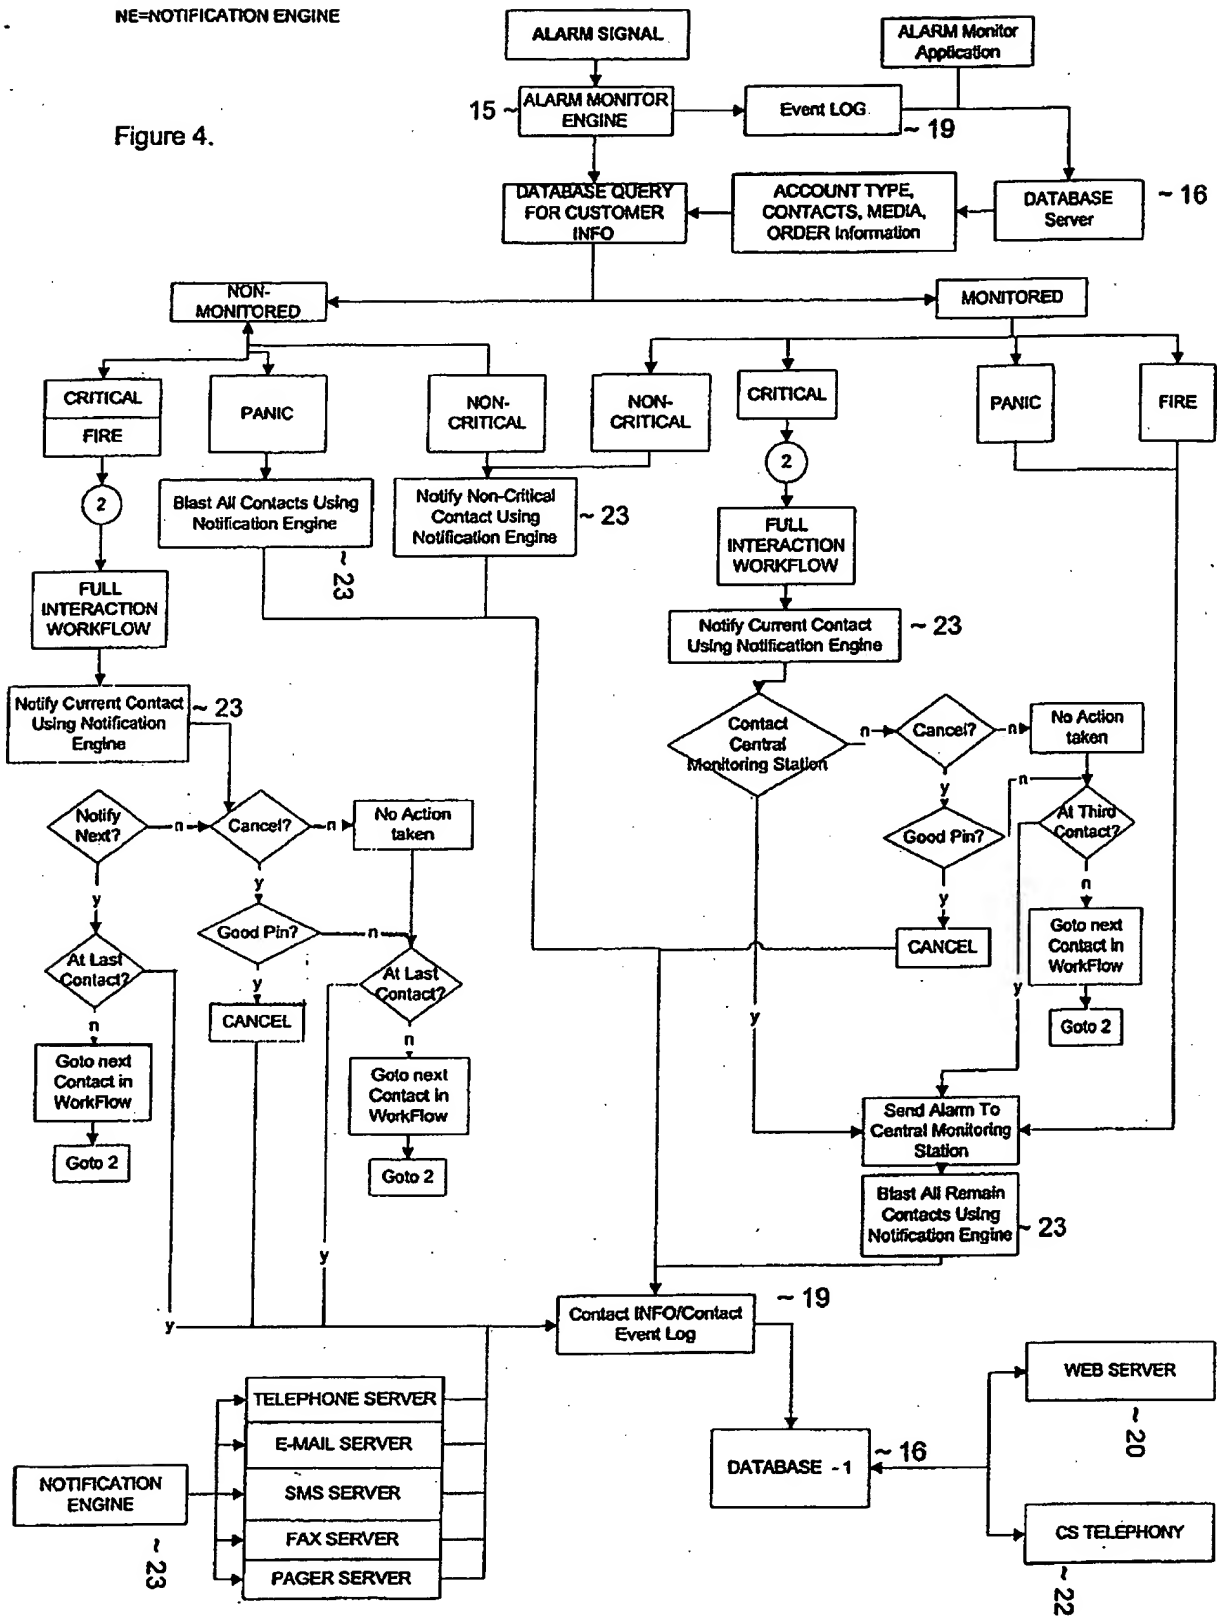 NE=NOTIFICATION ENGINE
ALARM SIGNAL
ALARM Monitor
Application
15 ~
ALARM MONITOR
ENGINE
Event LOG
~ 19
Figure 4.
DATABASE QUERY
FOR CUSTOMER
INFO
ACCOUNT TYPE,
CONTACTS, MEDIA,
ORDER Information
DATABASE
Server
~ 16
NON-
MONITORED
MONITORED
CRITICAL
FIRE
PANIC
NON-
CRITICAL
NON-
CRITICAL
CRITICAL
PANIC
FIRE
2
2
Blast All Contacts Using
Notification Engine
~ 23
Notify Non-Critical
Contact Using
Notification Engine
~ 23
FULL
INTERACTION
WORKFLOW
FULL
INTERACTION
WORKFLOW
Notify Current Contact
Using Notification Engine
~ 23
Notify Current Contact
Using Notification
Engine
~ 23
Contact
Central
Monitoring Station
n
Cancel?
n
No Action
taken
y
n
Good Pin?
At Third
Contact?
y
n
CANCEL
Goto next
Contact in
WorkFlow
Goto 2
y
y
Notify
Next?
n
Cancel?
n
No Action
taken
y
y
Good Pin?
n
At Last
Contact?
y
At Last
Contact?
n
CANCEL
n
Goto next
Contact in
WorkFlow
Goto next
Contact in
WorkFlow
Goto 2
Goto 2
Send Alarm To
Central Monitoring
Station
Blast All Remain
Contacts Using
Notification Engine
~ 23
y
y
Contact INFO/Contact
Event Log
~ 19
TELEPHONE SERVER
E-MAIL SERVER
SMS SERVER
FAX SERVER
PAGER SERVER
NOTIFICATION
ENGINE
~ 23
DATABASE - 1
~ 16
WEB SERVER
~ 20
CS TELEPHONY
~ 22